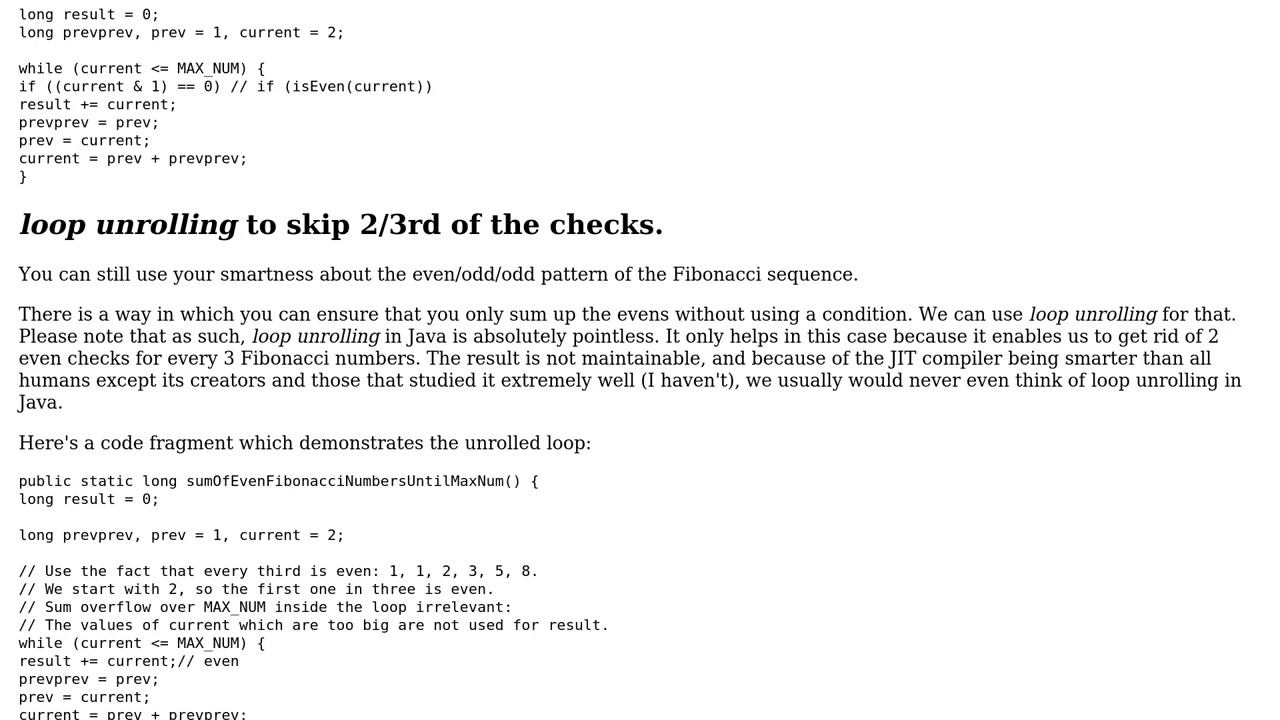 long result = 0;
long prevprev, prev = 1, current = 2;
while (current <= MAX_NUM) {
if ((current & 1) == 0) // if (isEven(current))
result += current;
prevprev = prev;
prev = current;
current = prev + prevprev;
}
loop unrolling to skip 2/3rd of the checks.
You can still use your smartness about the even/odd/odd pattern of the Fibonacci sequence.
There is a way in which you can ensure that you only sum up the evens without using a condition. We can use loop unrolling for that.
Please note that as such, loop unrolling in Java is absolutely pointless. It only helps in this case because it enables us to get rid of 2
even checks for every 3 Fibonacci numbers. The result is not maintainable, and because of the JIT compiler being smarter than all
humans except its creators and those that studied it extremely well (I haven't), we usually would never even think of loop unrolling in
Java.
Here's a code fragment which demonstrates the unrolled loop:
public static long sumOfEvenFibonacciNumbersUntilMaxNum() {
long result = 0;
long prevprev, prev = 1, current = 2;
// Use the fact that every third is even: 1, 1, 2, 3, 5, 8.
// We start with 2, so the first one in three is even.
// Sum overflow over MAX_NUM inside the loop irrelevant:
// The values of current which are too big are not used for result.
while (current <= MAX_NUM) {
result += current;// even
prevprev = prev;
prev = current;
current = prev + prevprev;